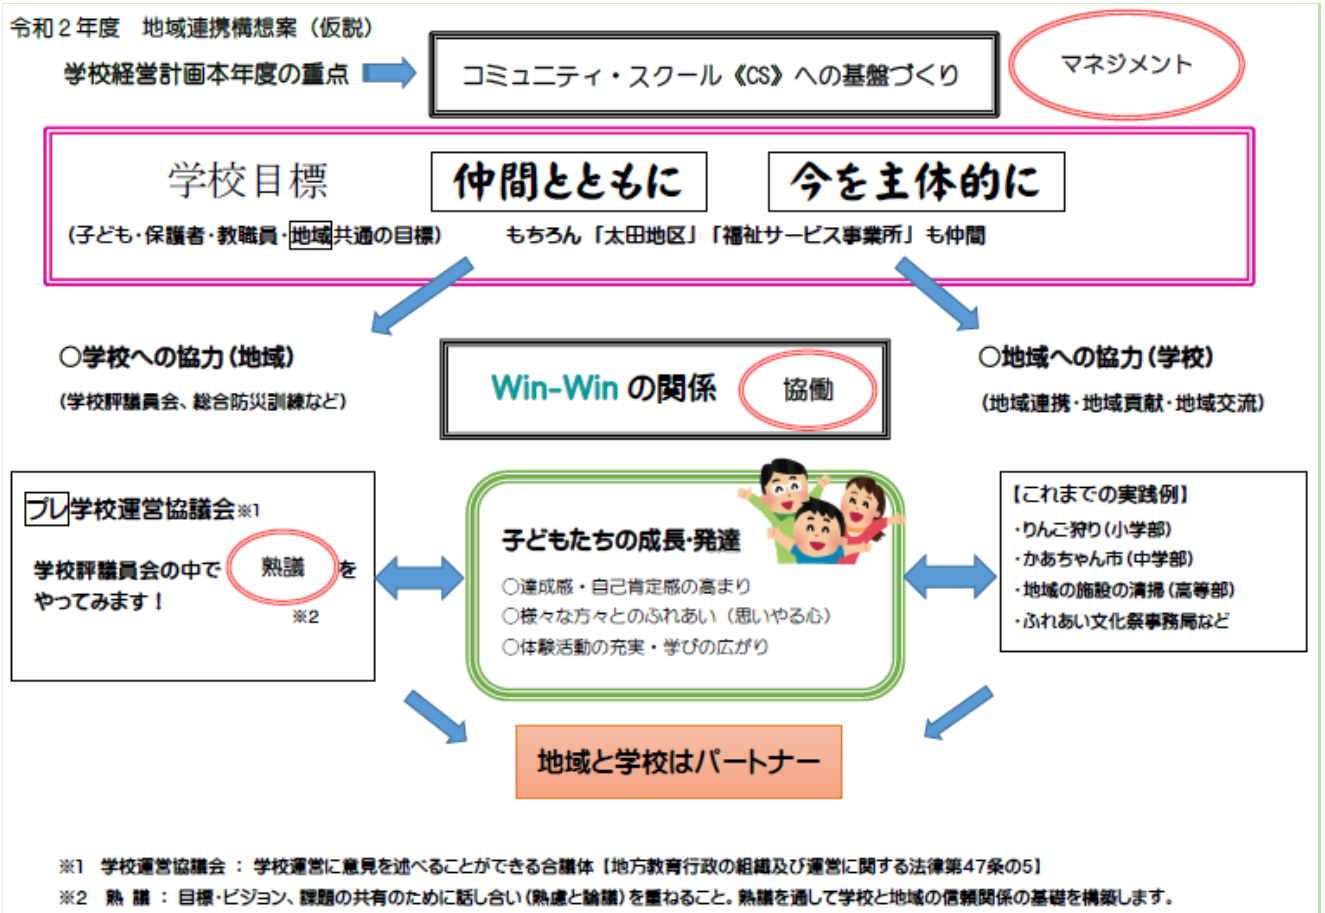 令和２年度　地域連携構想案（仮説）
学校経営計画本年度の重点
コミュニティ・スクール《CS》への基盤づくり
マネジメント
学校目標
仲間とともに
今を主体的に
(子ども・保護者・教職員・地域共通の目標)
もちろん「太田地区」「福祉サービス事業所」も仲間
○学校への協力(地域)
(学校評議員会、総合防災訓練など)
Win-Win の関係
協働
○地域への協力(学校)
(地域連携・地域貢献・地域交流)
プレ学校運営協議会※1
学校評議員会の中で 熟議 を
やってみます！
※2
子どもたちの成長・発達
○達成感・自己肯定感の高まり
○様々な方々とのふれあい（思いやる心）
○体験活動の充実・学びの広がり
【これまでの実践例】
・りんご狩り(小学部)
・かあちゃん市(中学部)
・地域の施設の清掃(高等部)
・ふれあい文化祭事務局など
地域と学校はパートナー
※1　学校運営協議会 ： 学校運営に意見を述べることができる合議体【地方教育行政の組織及び運営に関する法律第47条の5】
※2　熟 議 ： 目標・ビジョン、課題の共有のために話し合い(熟慮と論議)を重ねること。熟議を通して学校と地域の信頼関係の基礎を構築します。